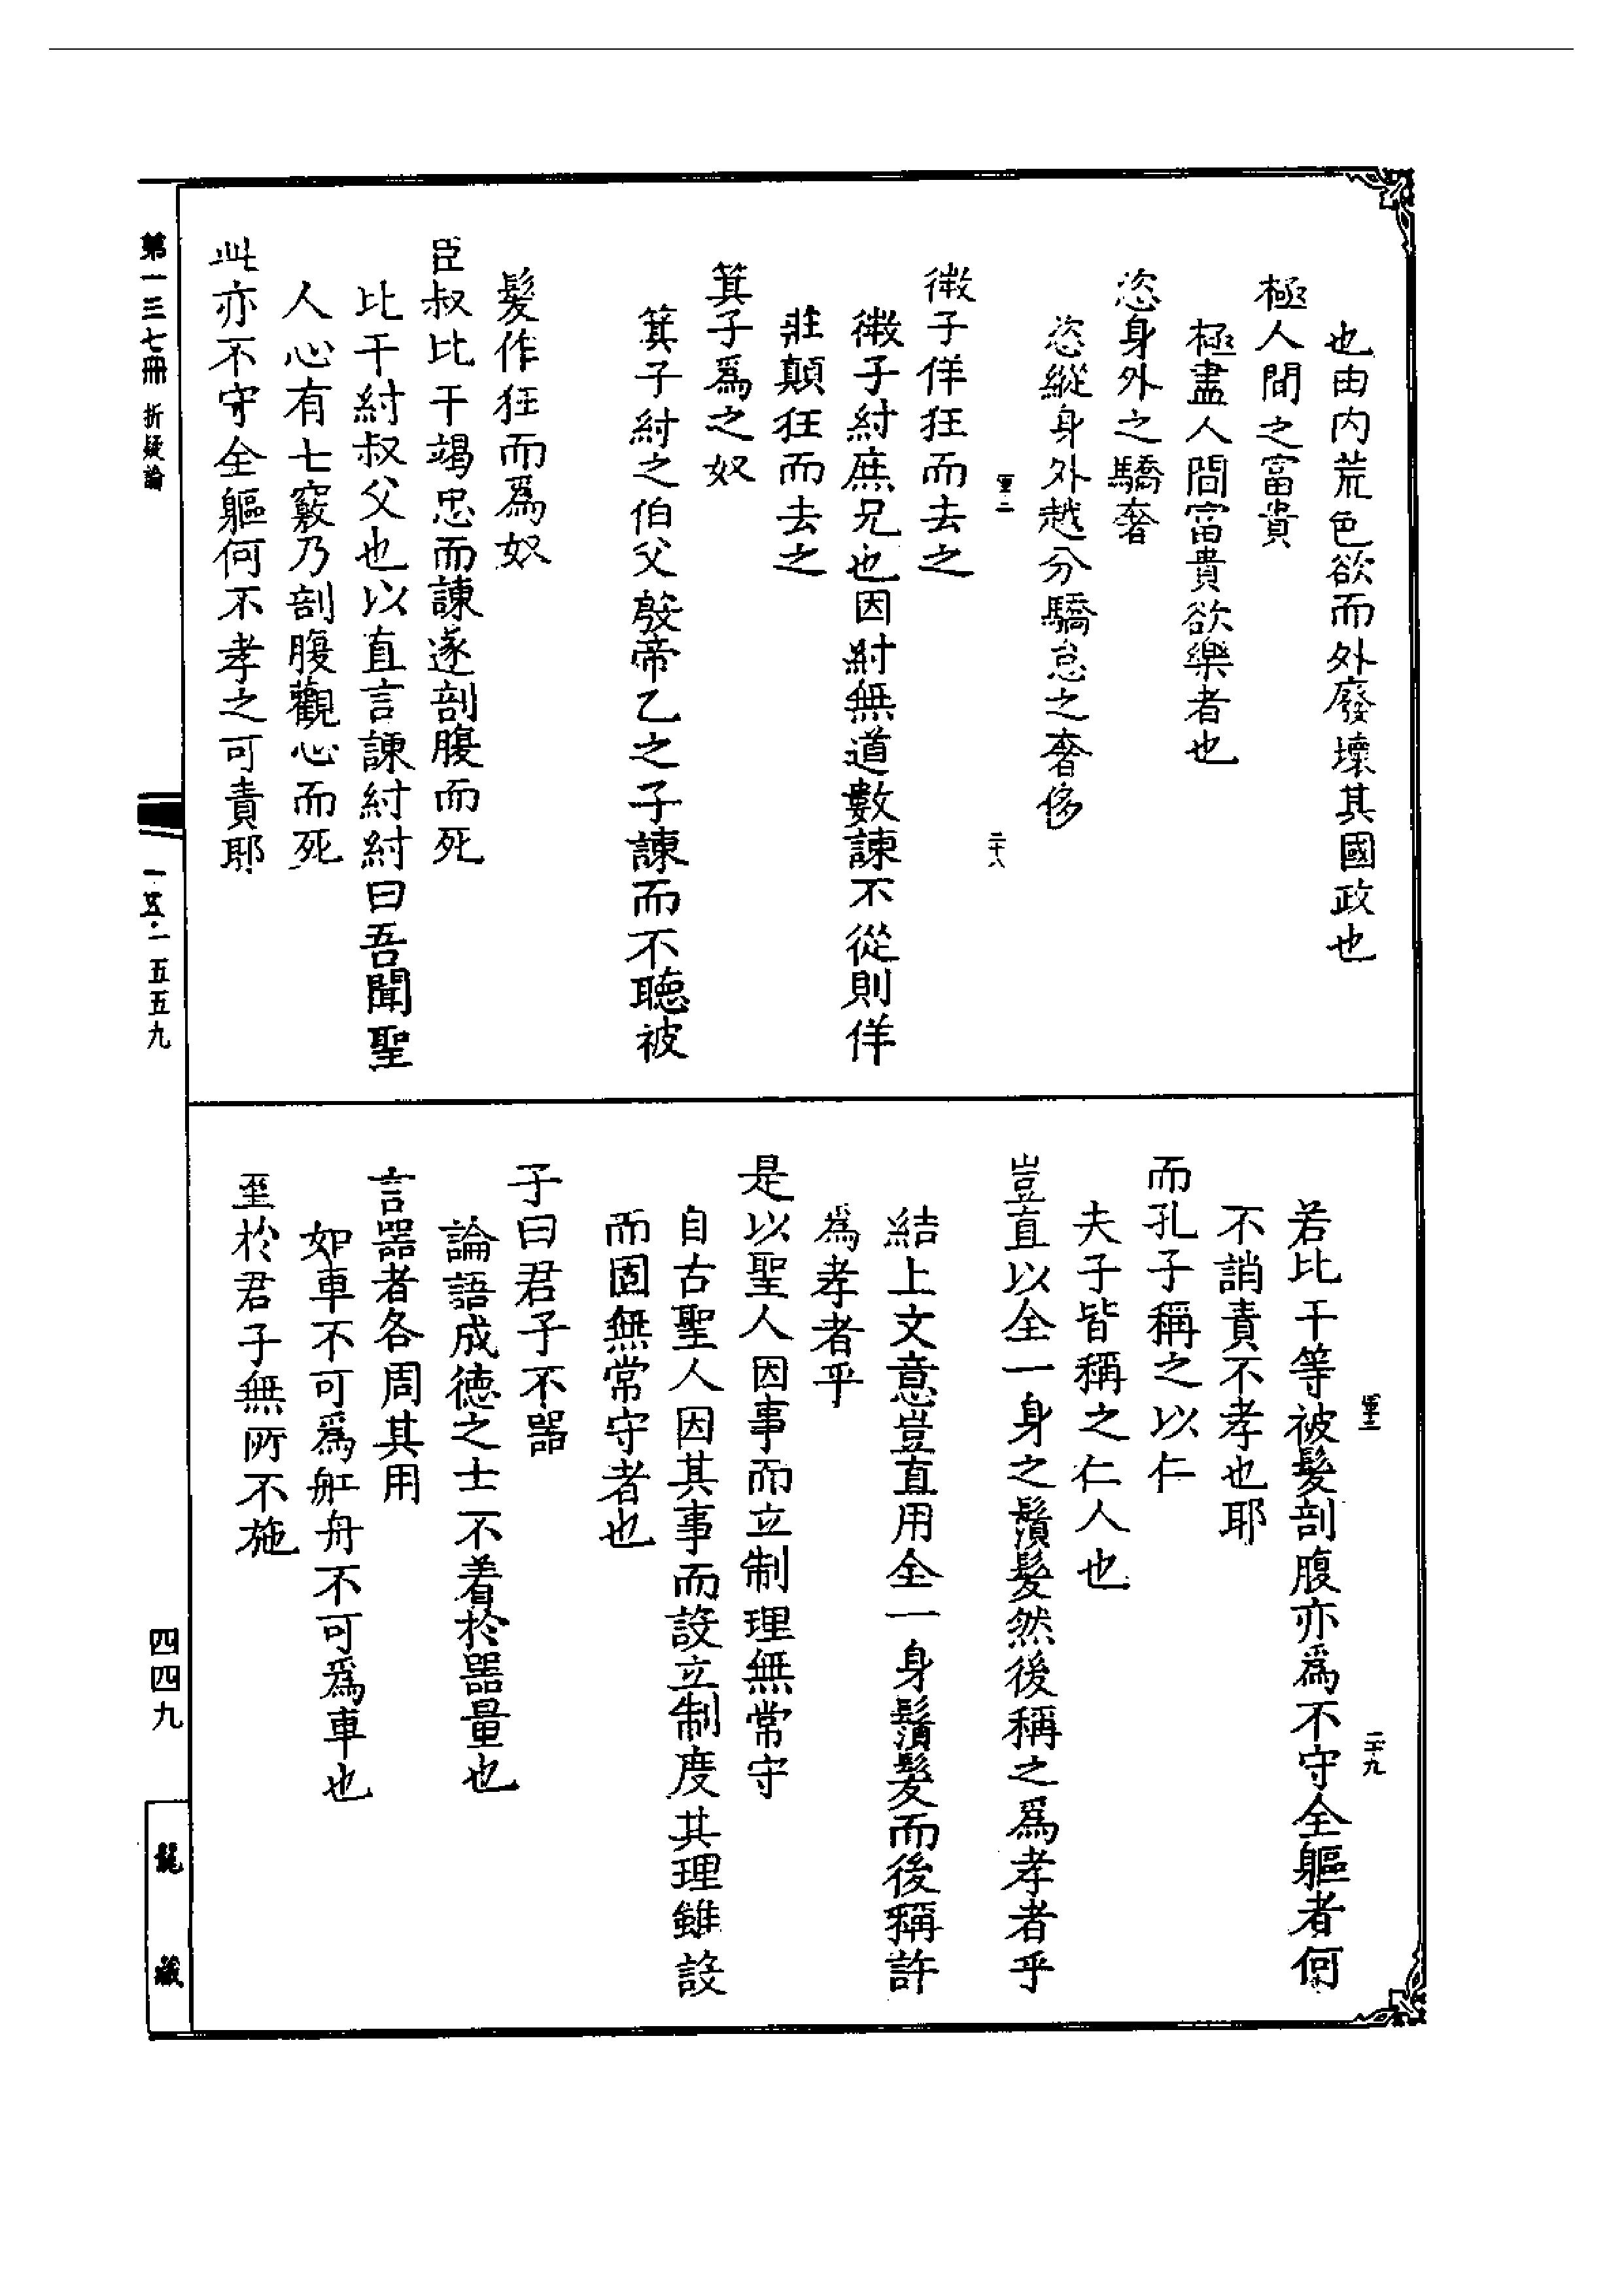 也由内荒色欲而外廢壞其國政也
極人間之富貴
極盡人間富貴欲樂者也
恣身外之驕奢
恣縱身外越分驕怠之奢侈
二十八
微子佯狂而去之
微子紂庶兄也因紂無道數諫不從則佯
莊顛狂而去之
箕子爲之奴
箕子紂之伯父殷帝乙之子諫而不聽被
髮作狂而爲奴
臣叔比干竭忠而諫遂剖腹而死
比干紂叔父也以直言諫紂紂曰吾聞聖
人心有七竅乃剖腹觀心而死
此亦不守全軀何不孝之可責耶
二十九
若比干等被髮剖腹亦爲不守全軀者何
不誚責不孝也耶
而孔子稱之以仁
夫子皆稱之仁人也
豈直以全一身之鬚髮然後稱之爲孝者乎
結上文意豈直用全一身鬚髮而後稱許
爲孝者乎
是以聖人因事而立制理無常守
自古聖人因其事而設立制度其理雖設
而固無常守者也
子曰君子不器
論語成德之士不着於器量也
言器者各周其用
如車不可爲舡舟不可爲車也
至於君子無所不施
第一三七冊 折疑論
一五·一五五九
四四九
龍藏